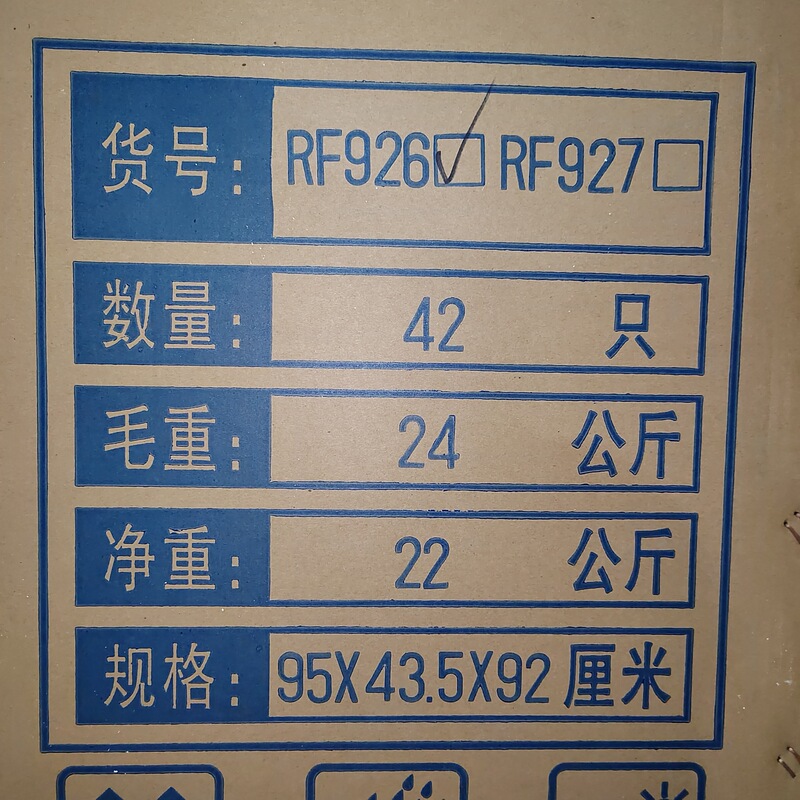 货号: RF926☑ RF927□
数量: 42 只
毛重: 24 公斤
净重: 22 公斤
规格: 95X43.5X92 厘米